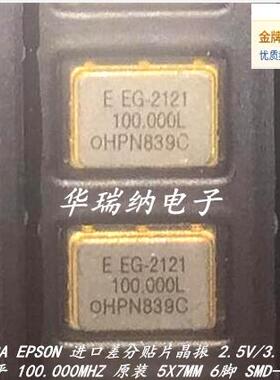 金牌
优质
E EG-2121
100.000L
OHPN839C
华瑞纳电子
E EG-2121
100.000L
OHPN839C
EPSON 进口差分贴片晶振 2.5V/3.
100.000MHZ 原装 5X7MM 6脚 SMD-